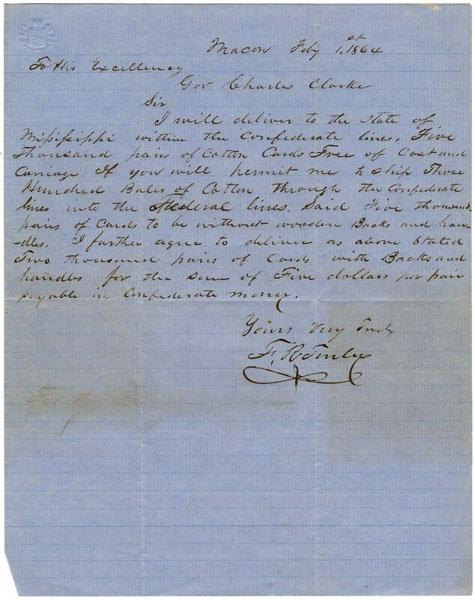 Macon Feby 1st, 1864
To His Excellency
Gov Charles Clarke
Sir
I will deliver to the State of
Mississippi within the Confederate lines, Five
Thousand pairs of Cotton Cards Free of Cost and
Carriage If you will permit me to ship Three
Hundred Bales of Cotton through the Confederate
lines into the Federal lines. Said Five thousand
pairs of Cards to be without wooden Backs and han-
dles. I further agree to deliver as above stated
Two thousand pairs of Cards with Backs and
handles for the sum of Five dollars per pair
payable in Confederate money.
Yours Very Truly
F. R.